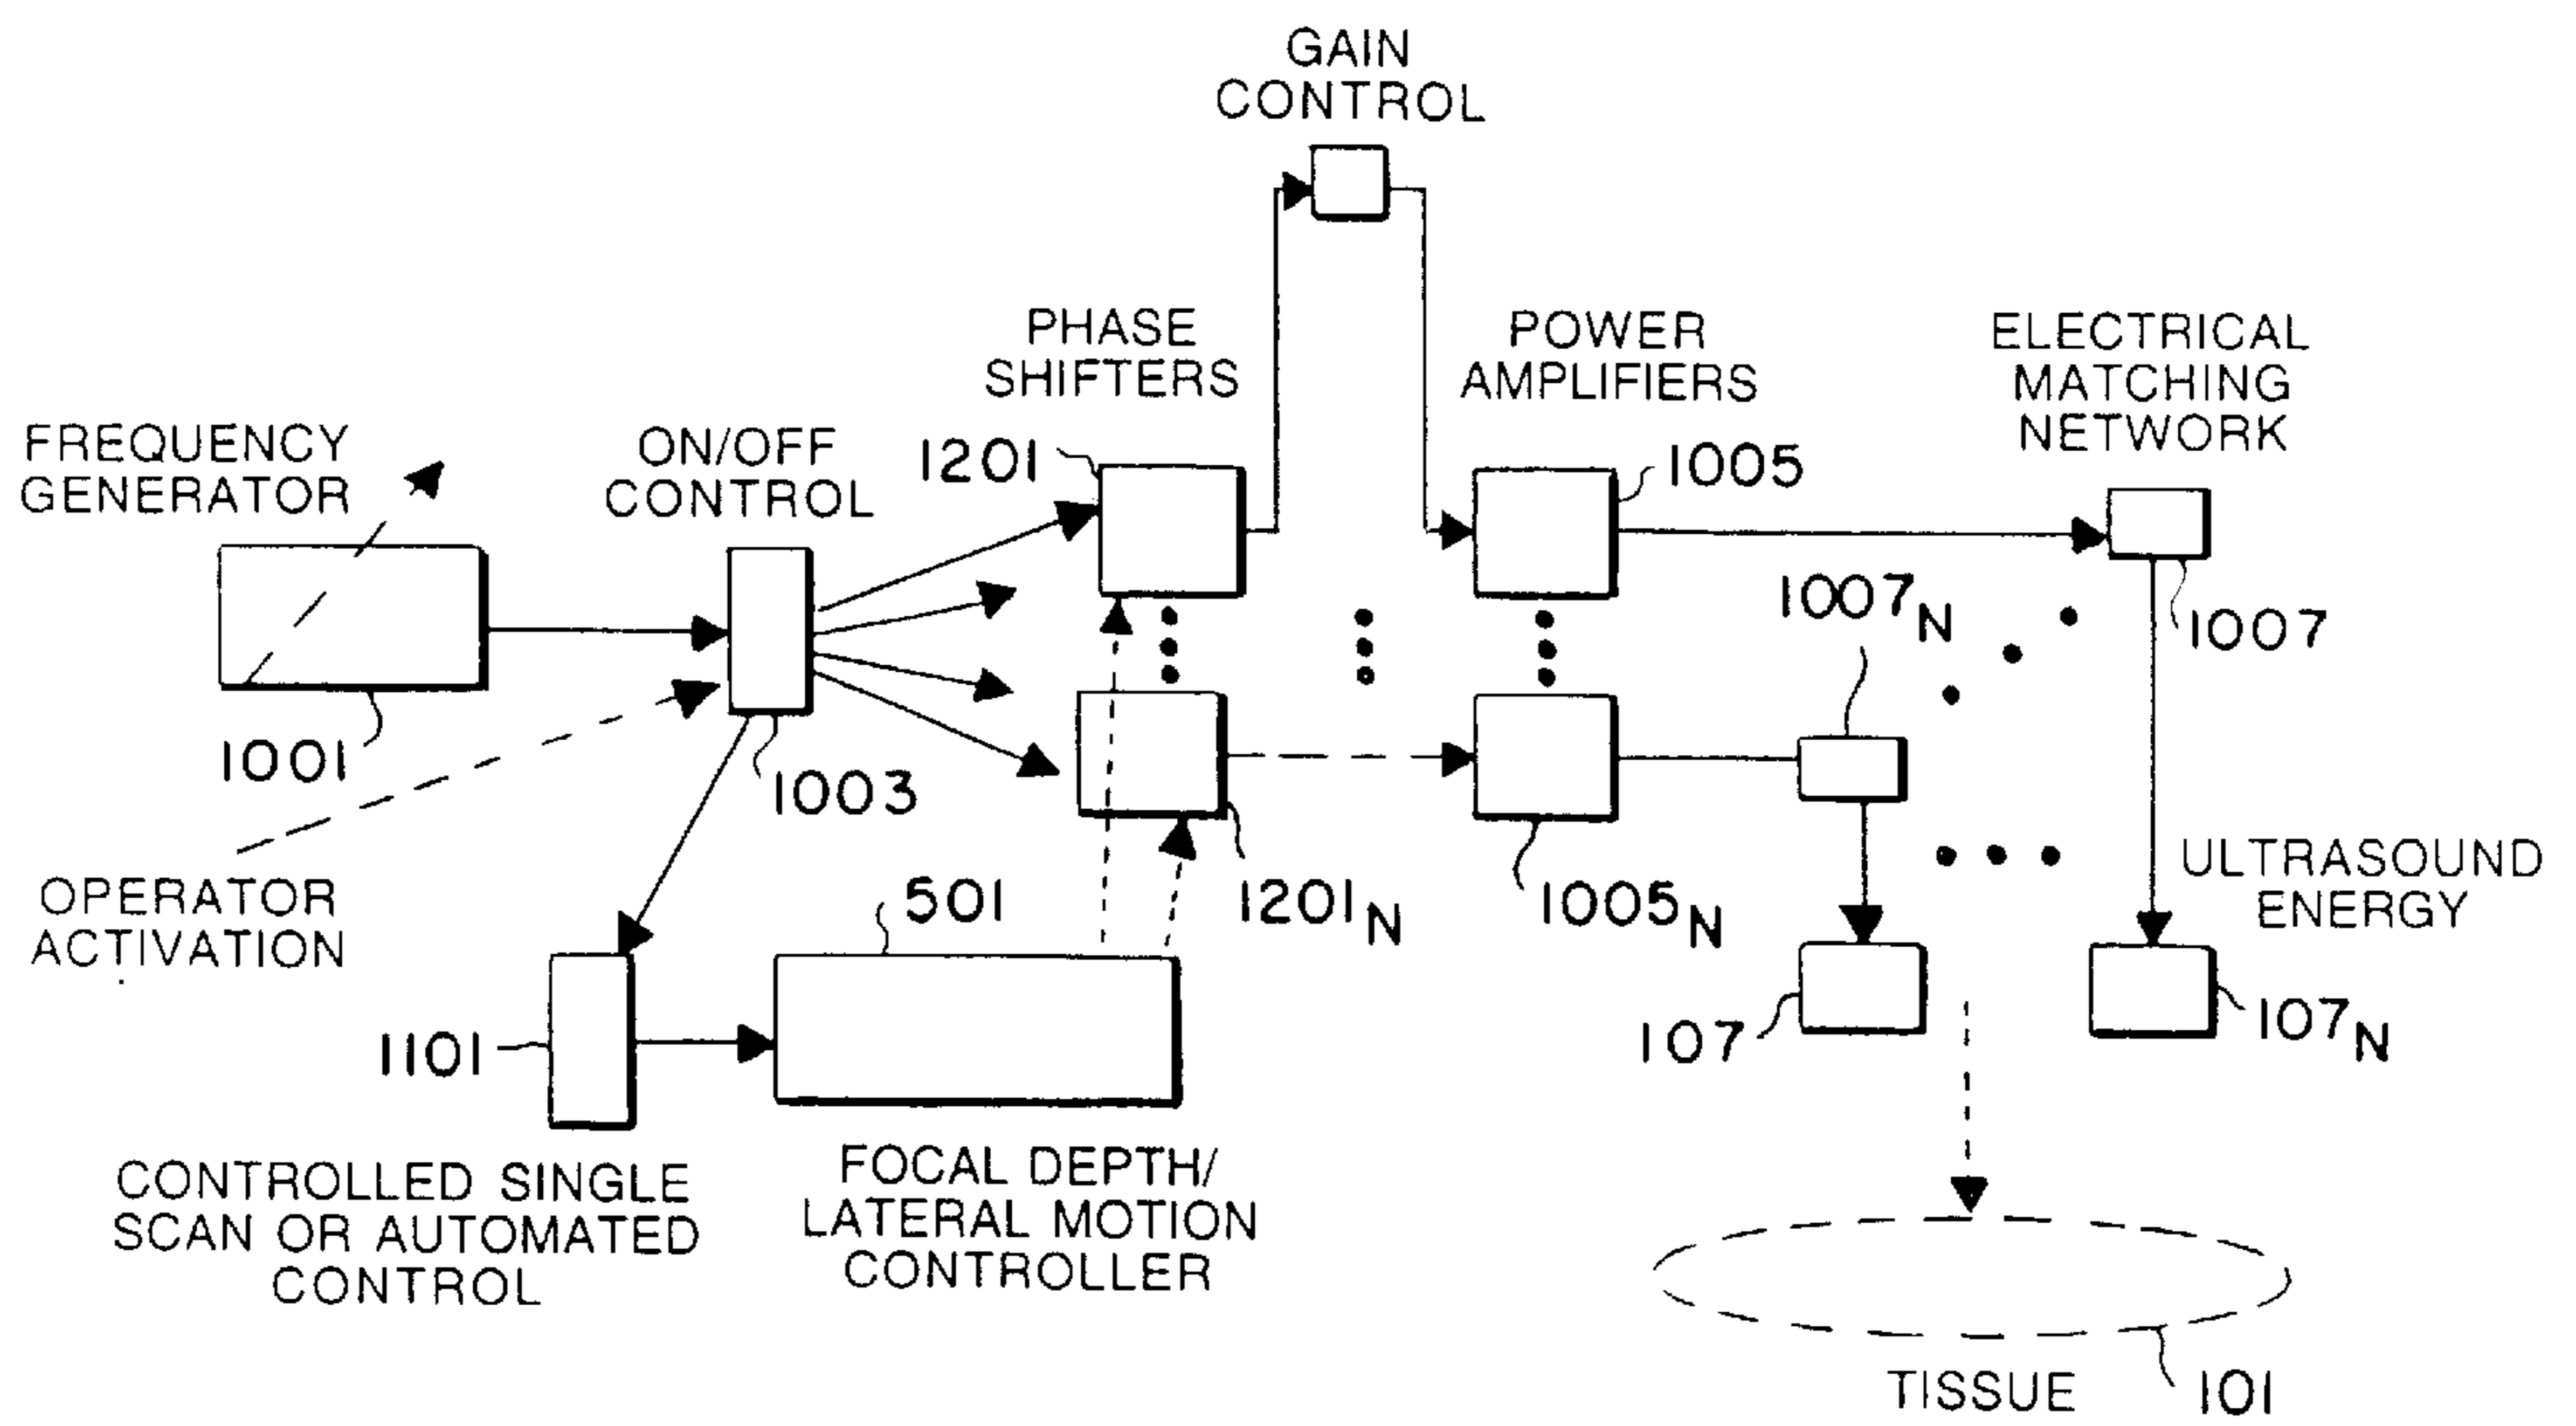 GAIN
CONTROL
PHASE
SHIFTERS
POWER
AMPLIFIERS
ELECTRICAL
MATCHING
NETWORK
FREQUENCY
GENERATOR
ON/OFF
CONTROL
1201
1005
1007N
1007
1001
1003
OPERATOR
ACTIVATION
501
1201N
1005N
ULTRASOUND
ENERGY
1101
107
107N
CONTROLLED SINGLE
SCAN OR AUTOMATED
CONTROL
FOCAL DEPTH/
LATERAL MOTION
CONTROLLER
TISSUE
101